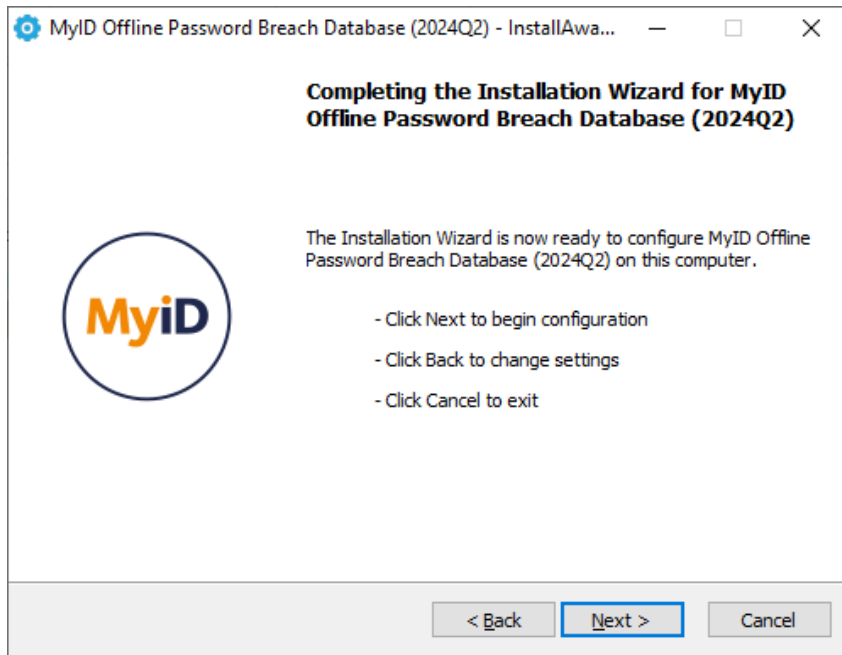 MyID Offline Password Breach Database (2024Q2) - InstallAwa...
Completing the Installation Wizard for MyID
Offline Password Breach Database (2024Q2)
The Installation Wizard is now ready to configure MyID Offline
Password Breach Database (2024Q2) on this computer.
MyiD
- Click Next to begin configuration
- Click Back to change settings
- Click Cancel to exit
< Back
Next >
Cancel